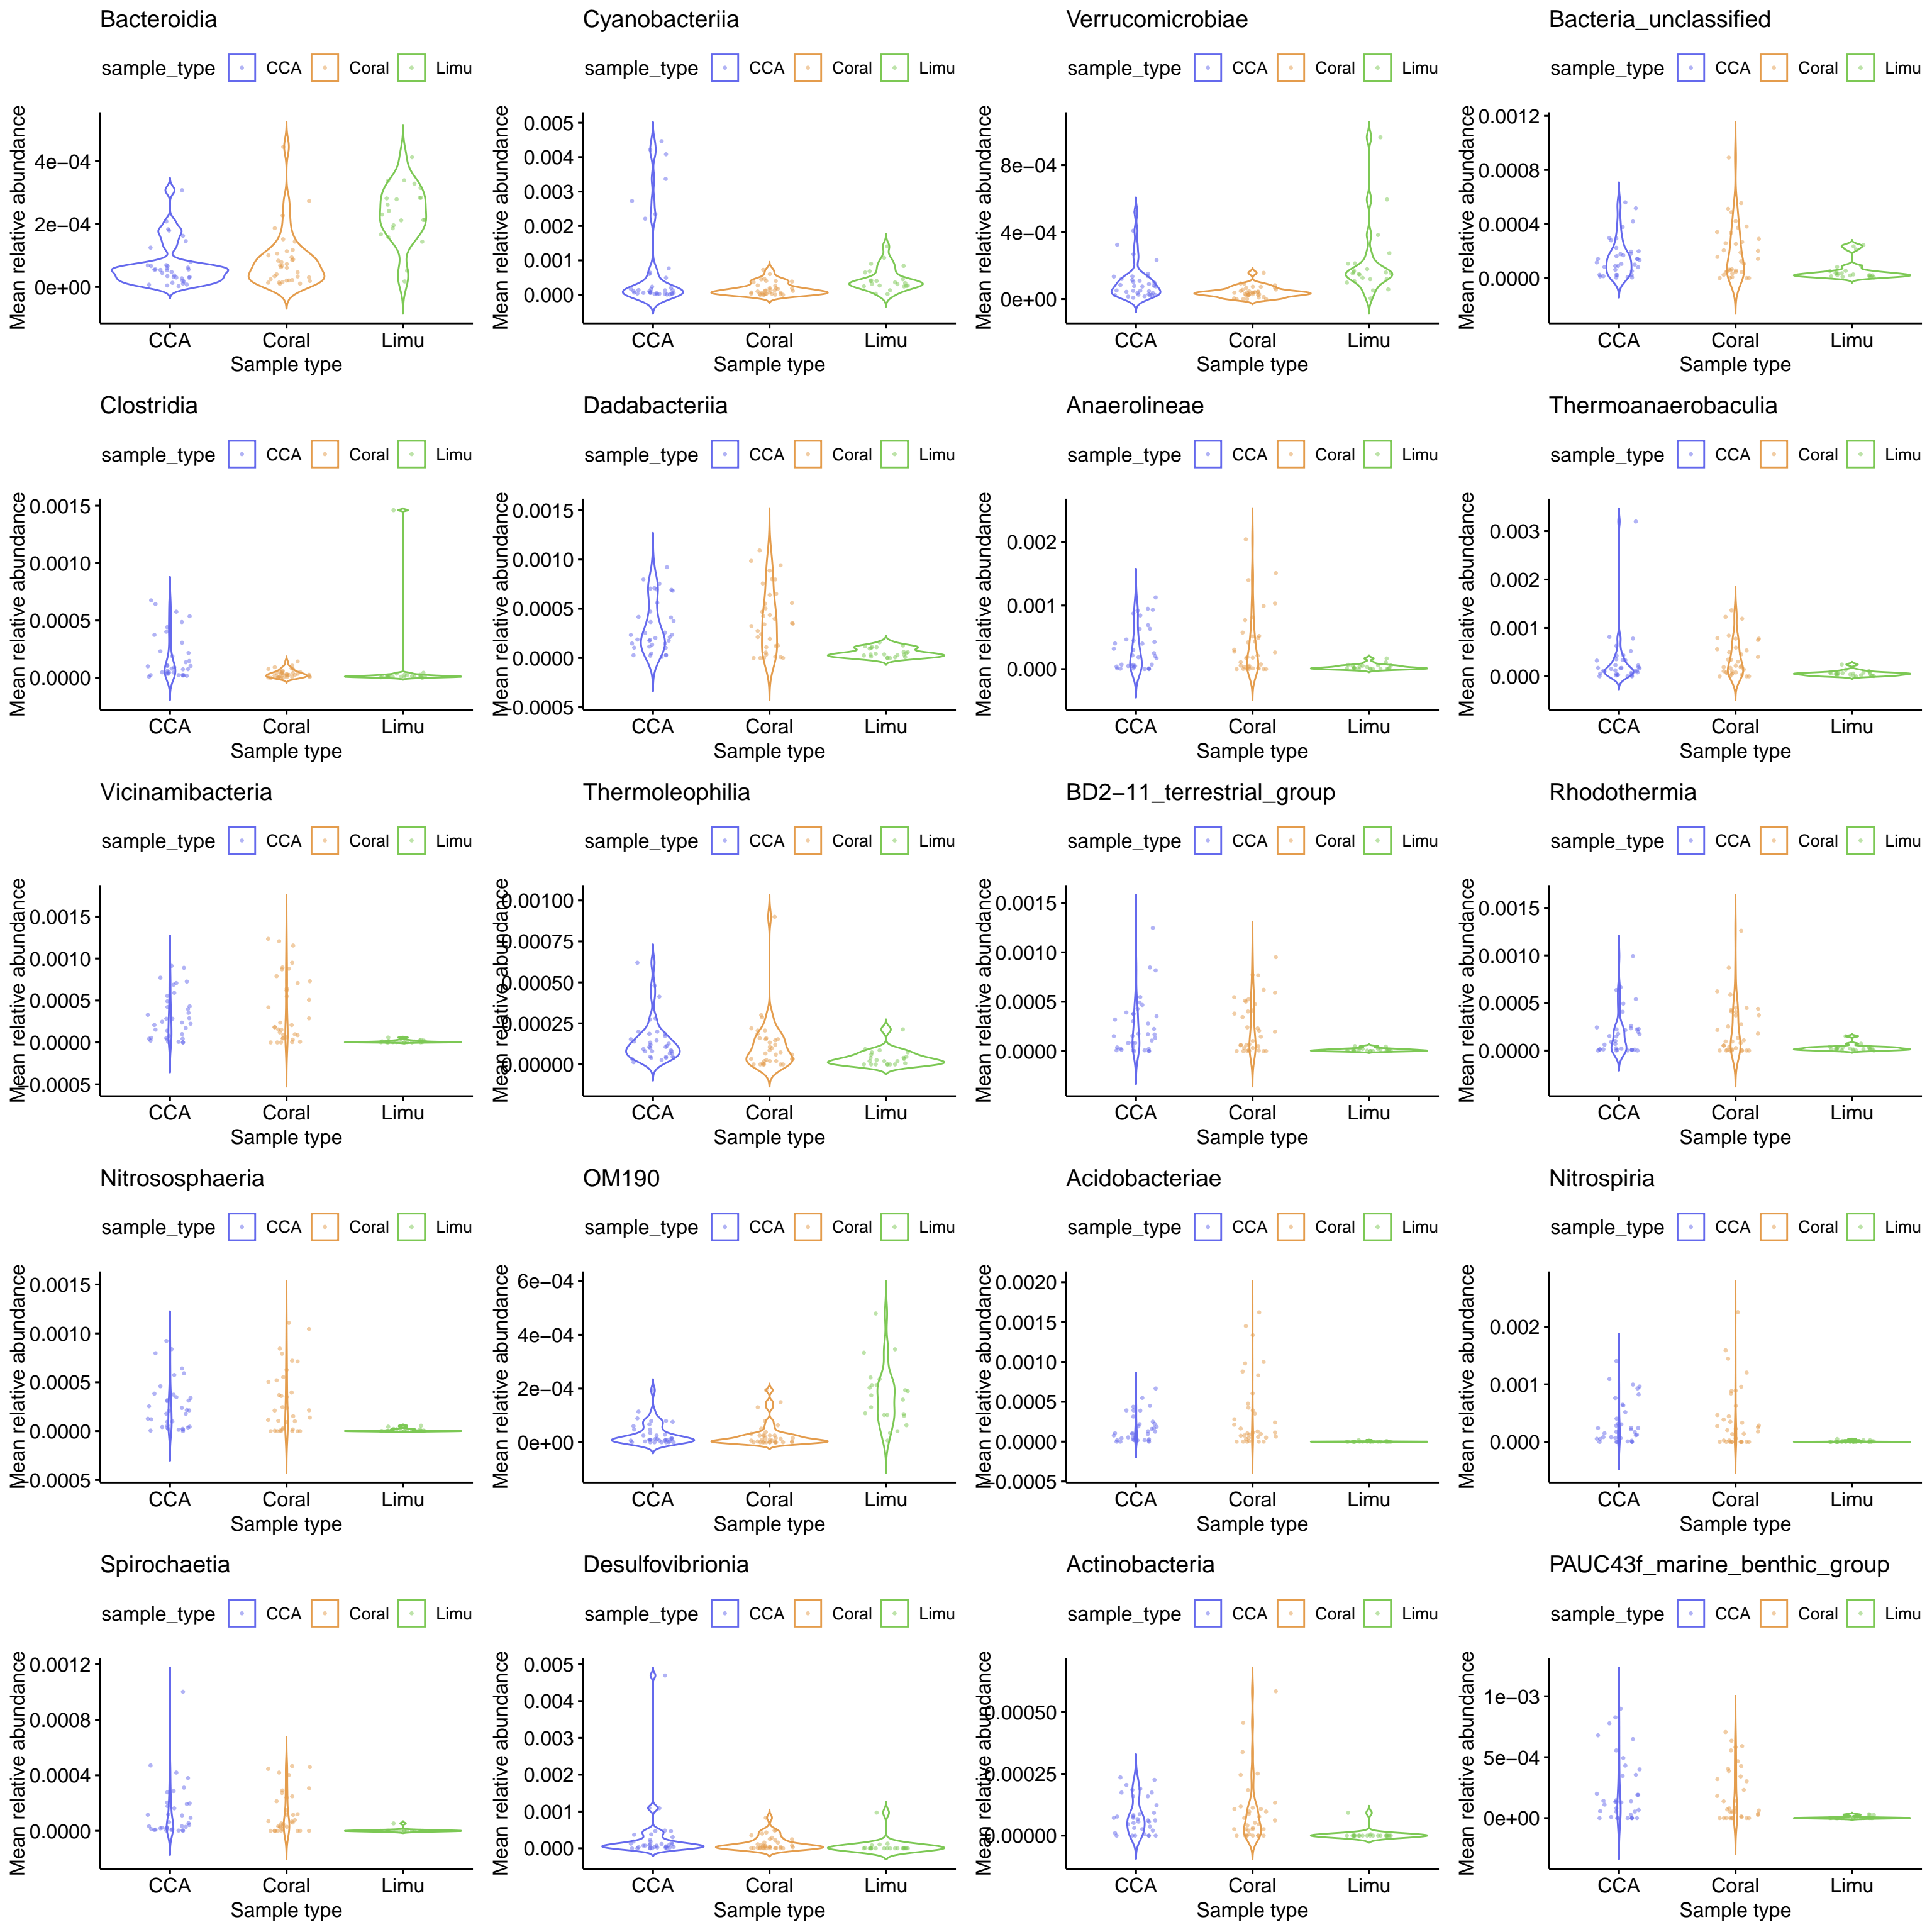 Bacteroidia Cyanobacteriia Verrucomicrobiae Bacteria_unclassified
sample_type CCA Coral Limu sample_type CCA Coral Limu sample_type CCA Coral Limu sample_type CCA Coral Limu
Mean relative abundance Mean relative abundance Mean relative abundance Mean relative abundance
4e−04 2e−04 0e+00
0.005 0.004 0.003 0.002 0.001 0.000
8e−04 4e−04 0e+00
0.0012 0.0008 0.0004 0.0000
CCA Coral Limu CCA Coral Limu CCA Coral Limu CCA Coral Limu
Sample type Sample type Sample type Sample type
Clostridia Dadabacteriia Anaerolineae Thermoanaerobaculia
sample_type CCA Coral Limu sample_type CCA Coral Limu sample_type CCA Coral Limu sample_type CCA Coral Limu
Mean relative abundance Mean relative abundance Mean relative abundance Mean relative abundance
0.0015 0.0010 0.0005 0.0000
0.0015 0.0010 0.0005 0.0000 −0.0005
0.002 0.001 0.000
0.003 0.002 0.001 0.000
CCA Coral Limu CCA Coral Limu CCA Coral Limu CCA Coral Limu
Sample type Sample type Sample type Sample type
Vicinamibacteria Thermoleophilia BD2−11_terrestrial_group Rhodothermia
sample_type CCA Coral Limu sample_type CCA Coral Limu sample_type CCA Coral Limu sample_type CCA Coral Limu
Mean relative abundance Mean relative abundance Mean relative abundance Mean relative abundance
0.0015 0.0010 0.0005 0.0000 −0.0005
0.00100 0.00075 0.00050 0.00025 0.00000
0.0015 0.0010 0.0005 0.0000
0.0015 0.0010 0.0005 0.0000
CCA Coral Limu CCA Coral Limu CCA Coral Limu CCA Coral Limu
Sample type Sample type Sample type Sample type
Nitrososphaeria OM190 Acidobacteriae Nitrospiria
sample_type CCA Coral Limu sample_type CCA Coral Limu sample_type CCA Coral Limu sample_type CCA Coral Limu
Mean relative abundance Mean relative abundance Mean relative abundance Mean relative abundance
0.0015 0.0010 0.0005 0.0000 −0.0005
6e−04 4e−04 2e−04 0e+00
0.0020 0.0015 0.0010 0.0005 0.0000 −0.0005
0.002 0.001 0.000
CCA Coral Limu CCA Coral Limu CCA Coral Limu CCA Coral Limu
Sample type Sample type Sample type Sample type
Spirochaetia Desulfovibrionia Actinobacteria PAUC43f_marine_benthic_group
sample_type CCA Coral Limu sample_type CCA Coral Limu sample_type CCA Coral Limu sample_type CCA Coral Limu
Mean relative abundance Mean relative abundance Mean relative abundance Mean relative abundance
0.0012 0.0008 0.0004 0.0000
0.005 0.004 0.003 0.002 0.001 0.000
0.00050 0.00025 0.00000
1e−03 5e−04 0e+00
CCA Coral Limu CCA Coral Limu CCA Coral Limu CCA Coral Limu
Sample type Sample type Sample type Sample type